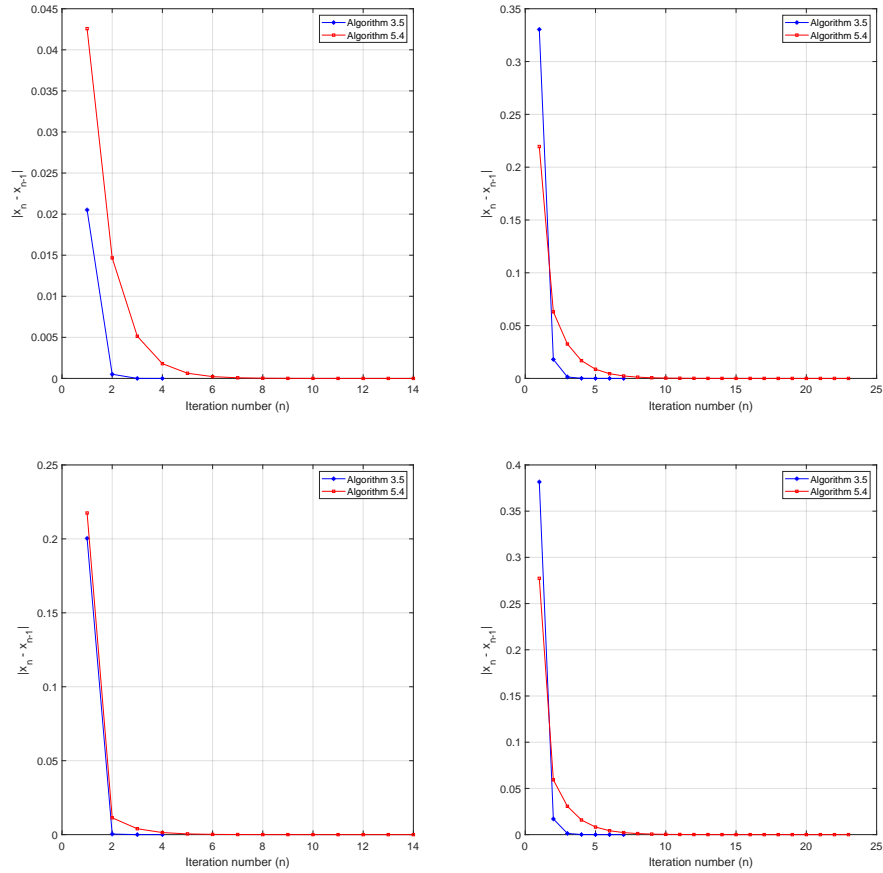 0.045
0.04
0.035
0.03
0.025
0.02
0.015
0.01
0.005
0
|x_n - x_{n-1}|
0 2 4 6 8 10 12 14
Iteration number (n)
Algorithm 3.5
Algorithm 5.4
0.35
0.3
0.25
0.2
0.15
0.1
0.05
0
|x_n - x_{n-1}|
0 5 10 15 20 25
Iteration number (n)
Algorithm 3.5
Algorithm 5.4
0.25
0.2
0.15
0.1
0.05
0
|x_n - x_{n-1}|
0 2 4 6 8 10 12 14
Iteration number (n)
Algorithm 3.5
Algorithm 5.4
0.4
0.35
0.3
0.25
0.2
0.15
0.1
0.05
0
|x_n - x_{n-1}|
0 5 10 15 20 25
Iteration number (n)
Algorithm 3.5
Algorithm 5.4